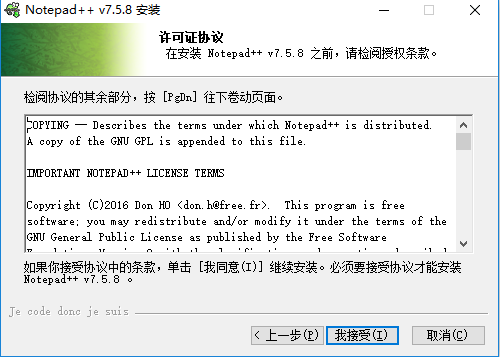 Notepad++ v7.5.8 安装
许可证协议
在安装 Notepad++ v7.5.8 之前，请检阅授权条款。
检阅协议的其余部分，按 [PgDn] 往下卷动页面。
COPYING -- Describes the terms under which Notepad++ is distributed.
A copy of the GNU GPL is appended to this file.
IMPORTANT NOTEPAD++ LICENSE TERMS
Copyright (C)2016 Don HO <don.h@free.fr>. This program is free
software; you may redistribute and/or modify it under the terms of the
GNU General Public License as published by the Free Software
如果你接受协议中的条款，单击 [我同意(I)] 继续安装。必须要接受协议才能安装
Notepad++ v7.5.8 。
Je code donc je suis
< 上一步(P)
我接受(I)
取消(C)